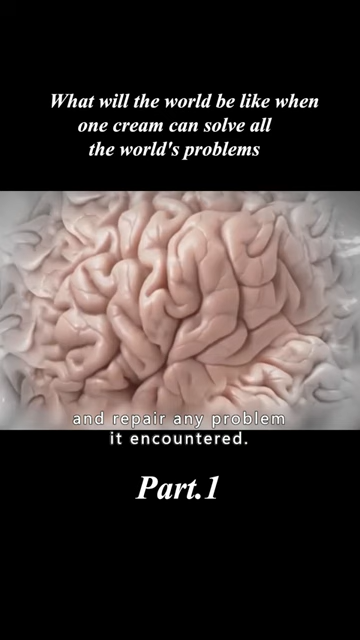 What will the world be like when
one cream can solve all
the world's problems
and repair any problem
it encountered.
Part.1